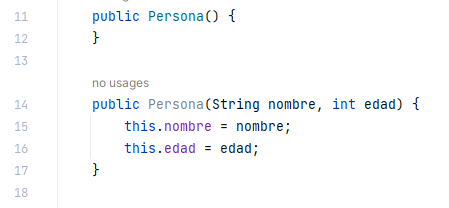 11 public Persona() {
12 }
13
no usages
14 public Persona(String nombre, int edad) {
15 this.nombre = nombre;
16 this.edad = edad;
17 }
18